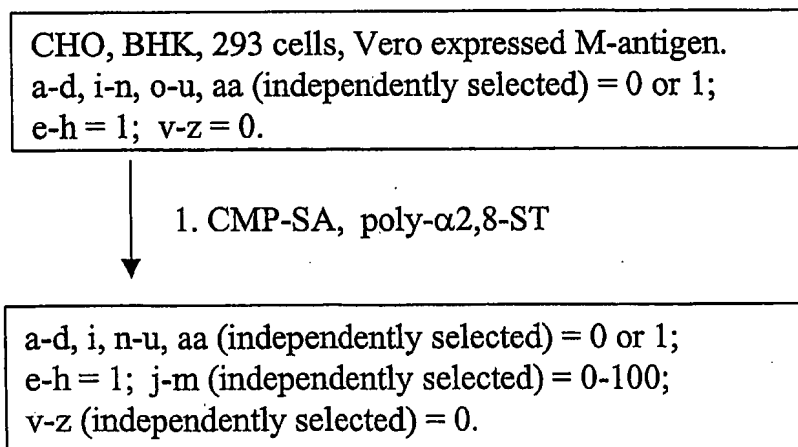 CHO, BHK, 293 cells, Vero expressed M-antigen.
a-d, i-n, o-u, aa (independently selected) = 0 or 1;
e-h = 1; v-z = 0.
1. CMP-SA, poly-α2,8-ST
a-d, i, n-u, aa (independently selected) = 0 or 1;
e-h = 1; j-m (independently selected) = 0-100;
v-z (independently selected) = 0.